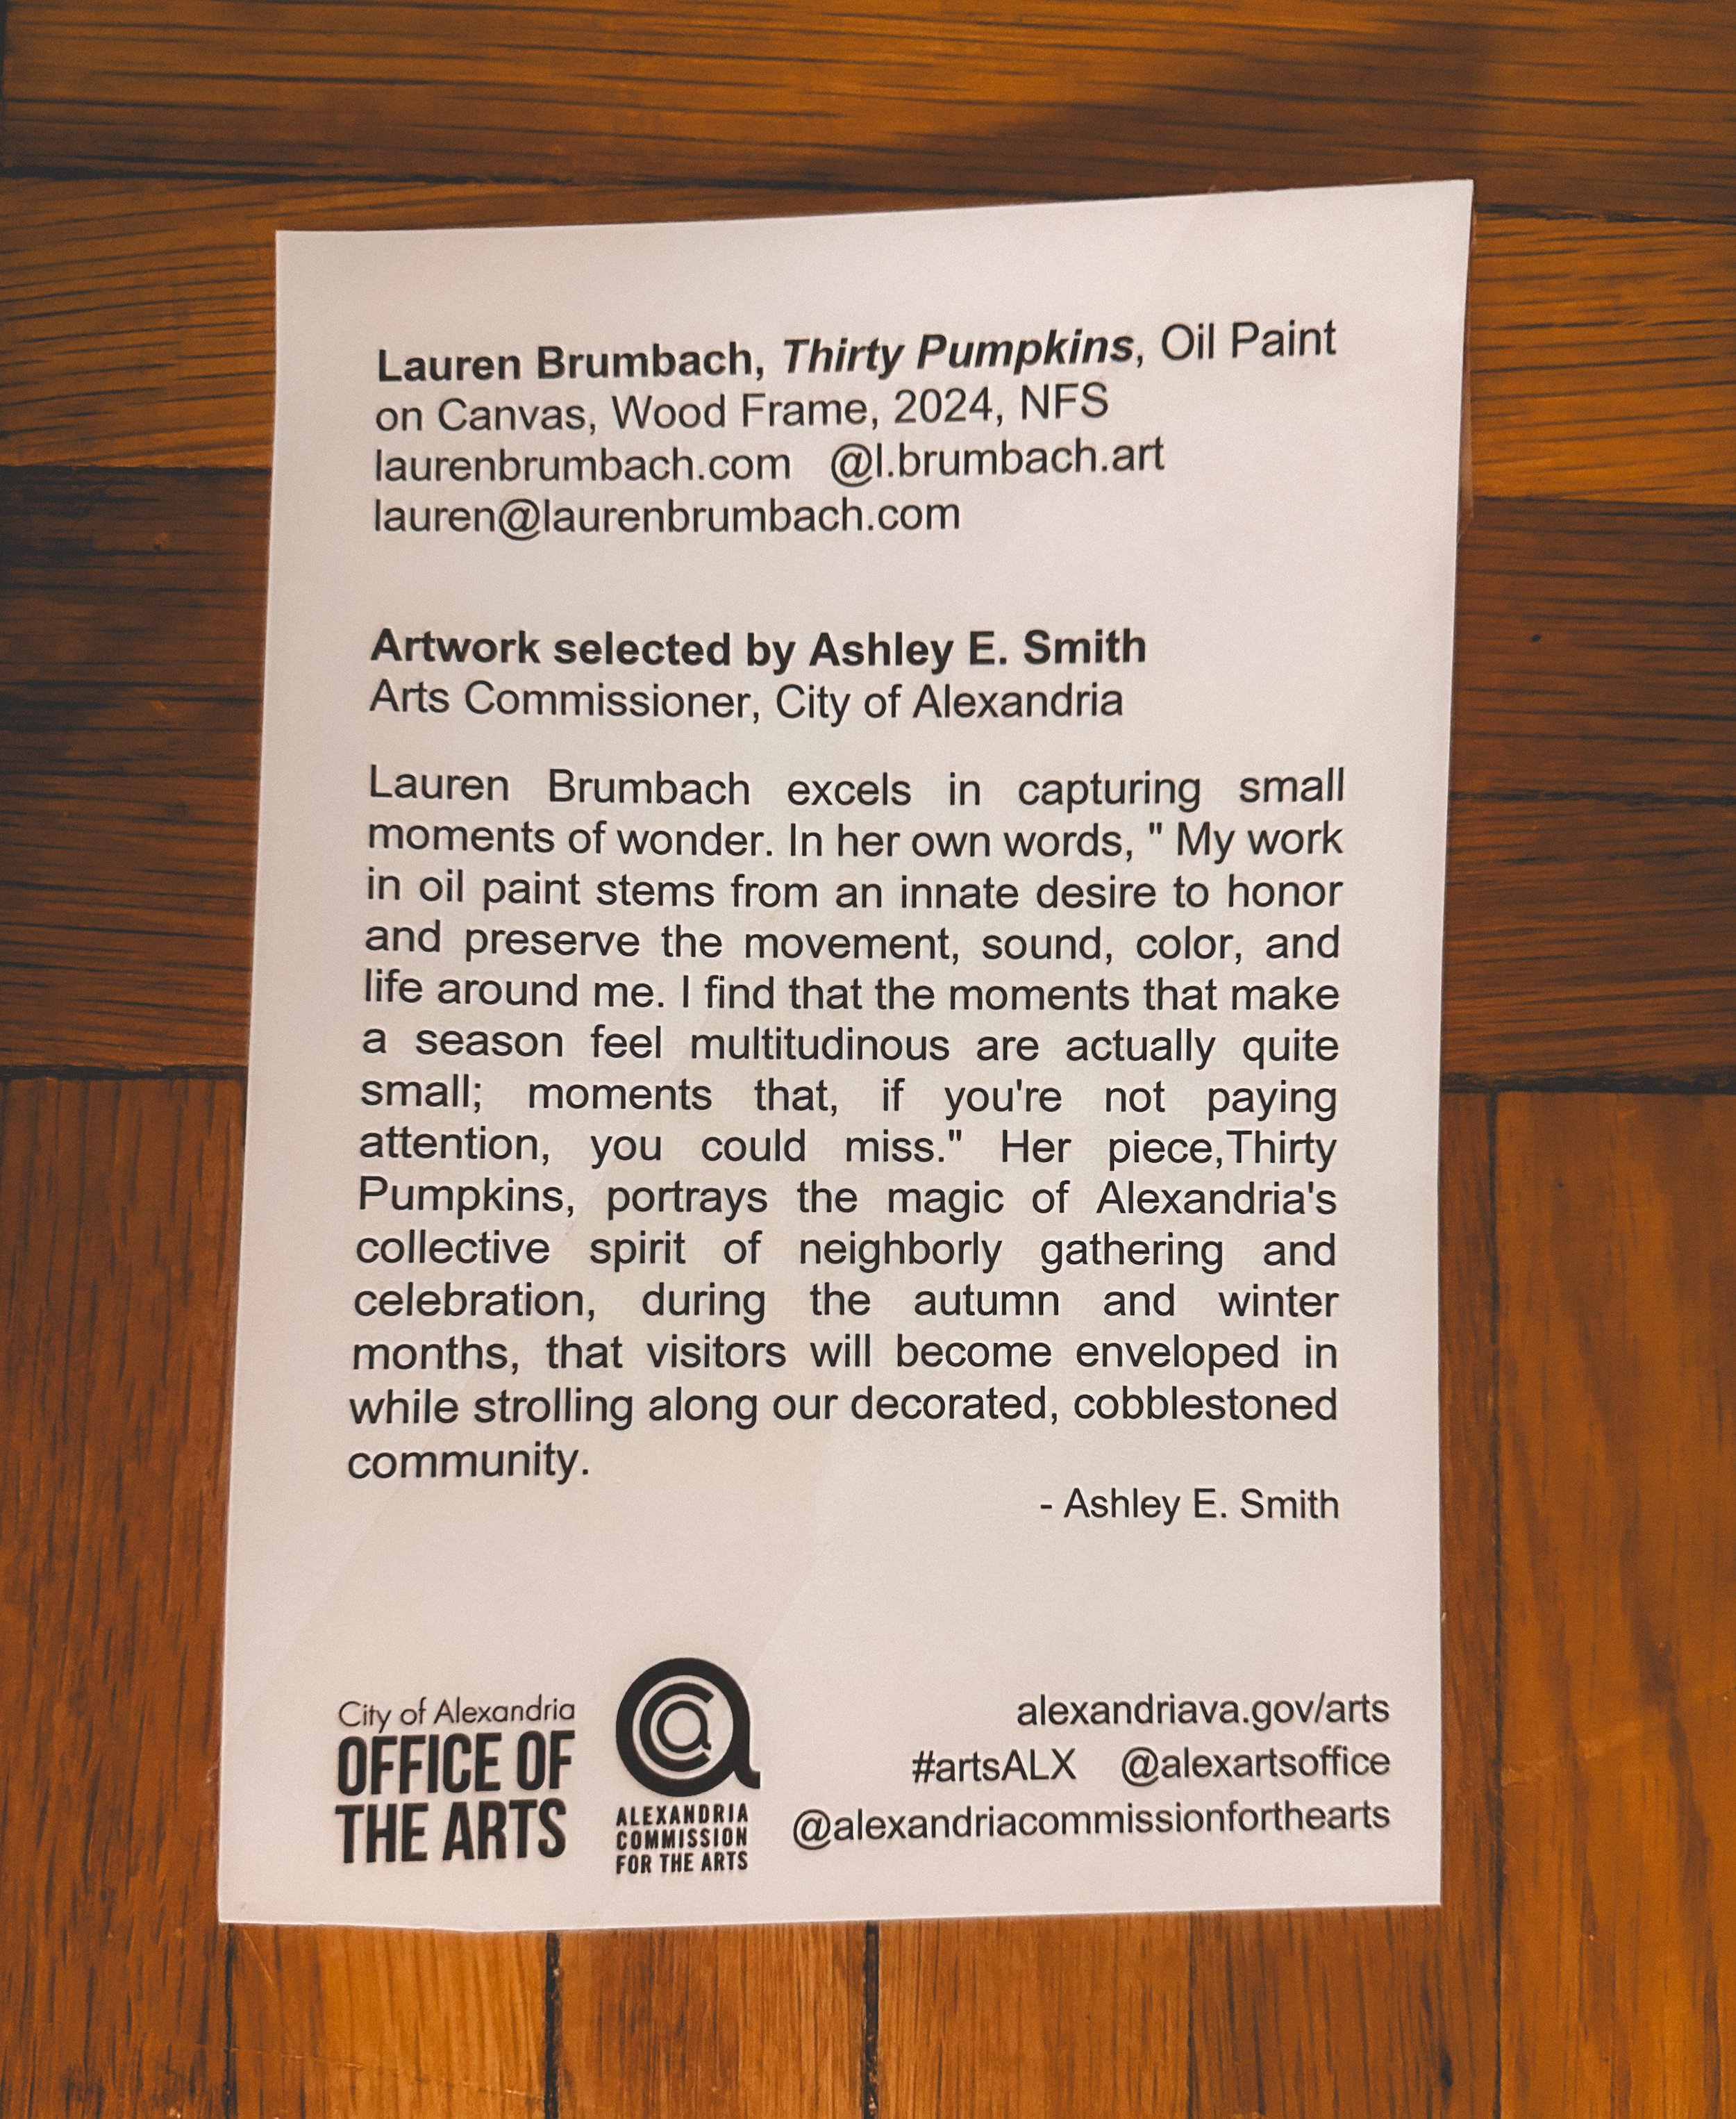 Lauren Brumbach, Thirty Pumpkins, Oil Paint
on Canvas, Wood Frame, 2024, NFS
laurenbrumbach.com @l.brumbach.art
lauren@laurenbrumbach.com
Artwork selected by Ashley E. Smith
Arts Commissioner, City of Alexandria
Lauren Brumbach excels in capturing small
moments of wonder. In her own words, " My work
in oil paint stems from an innate desire to honor
and preserve the movement, sound, color, and
life around me. I find that the moments that make
a season feel multitudinous are actually quite
small; moments that, if you're not paying
attention, you could miss." Her piece,Thirty
Pumpkins, portrays the magic of Alexandria's
collective spirit of neighborly gathering and
celebration, during the autumn and winter
months, that visitors will become enveloped in
while strolling along our decorated, cobblestoned
community.
- Ashley E. Smith
City of Alexandria
OFFICE OF
THE ARTS
ALEXANDRIA
COMMISSION
FOR THE ARTS
alexandriava.gov/arts
#artsALX @alexartsoffice
@alexandriacommissionforthearts